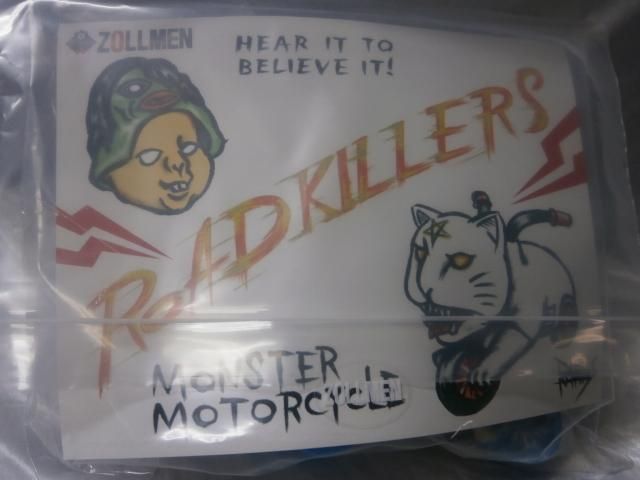 ZOLLMEN
HEAR IT TO
BELIEVE IT!
ROADKILLERS
MONSTER
MOTORCYCLE
ZOLLMEN